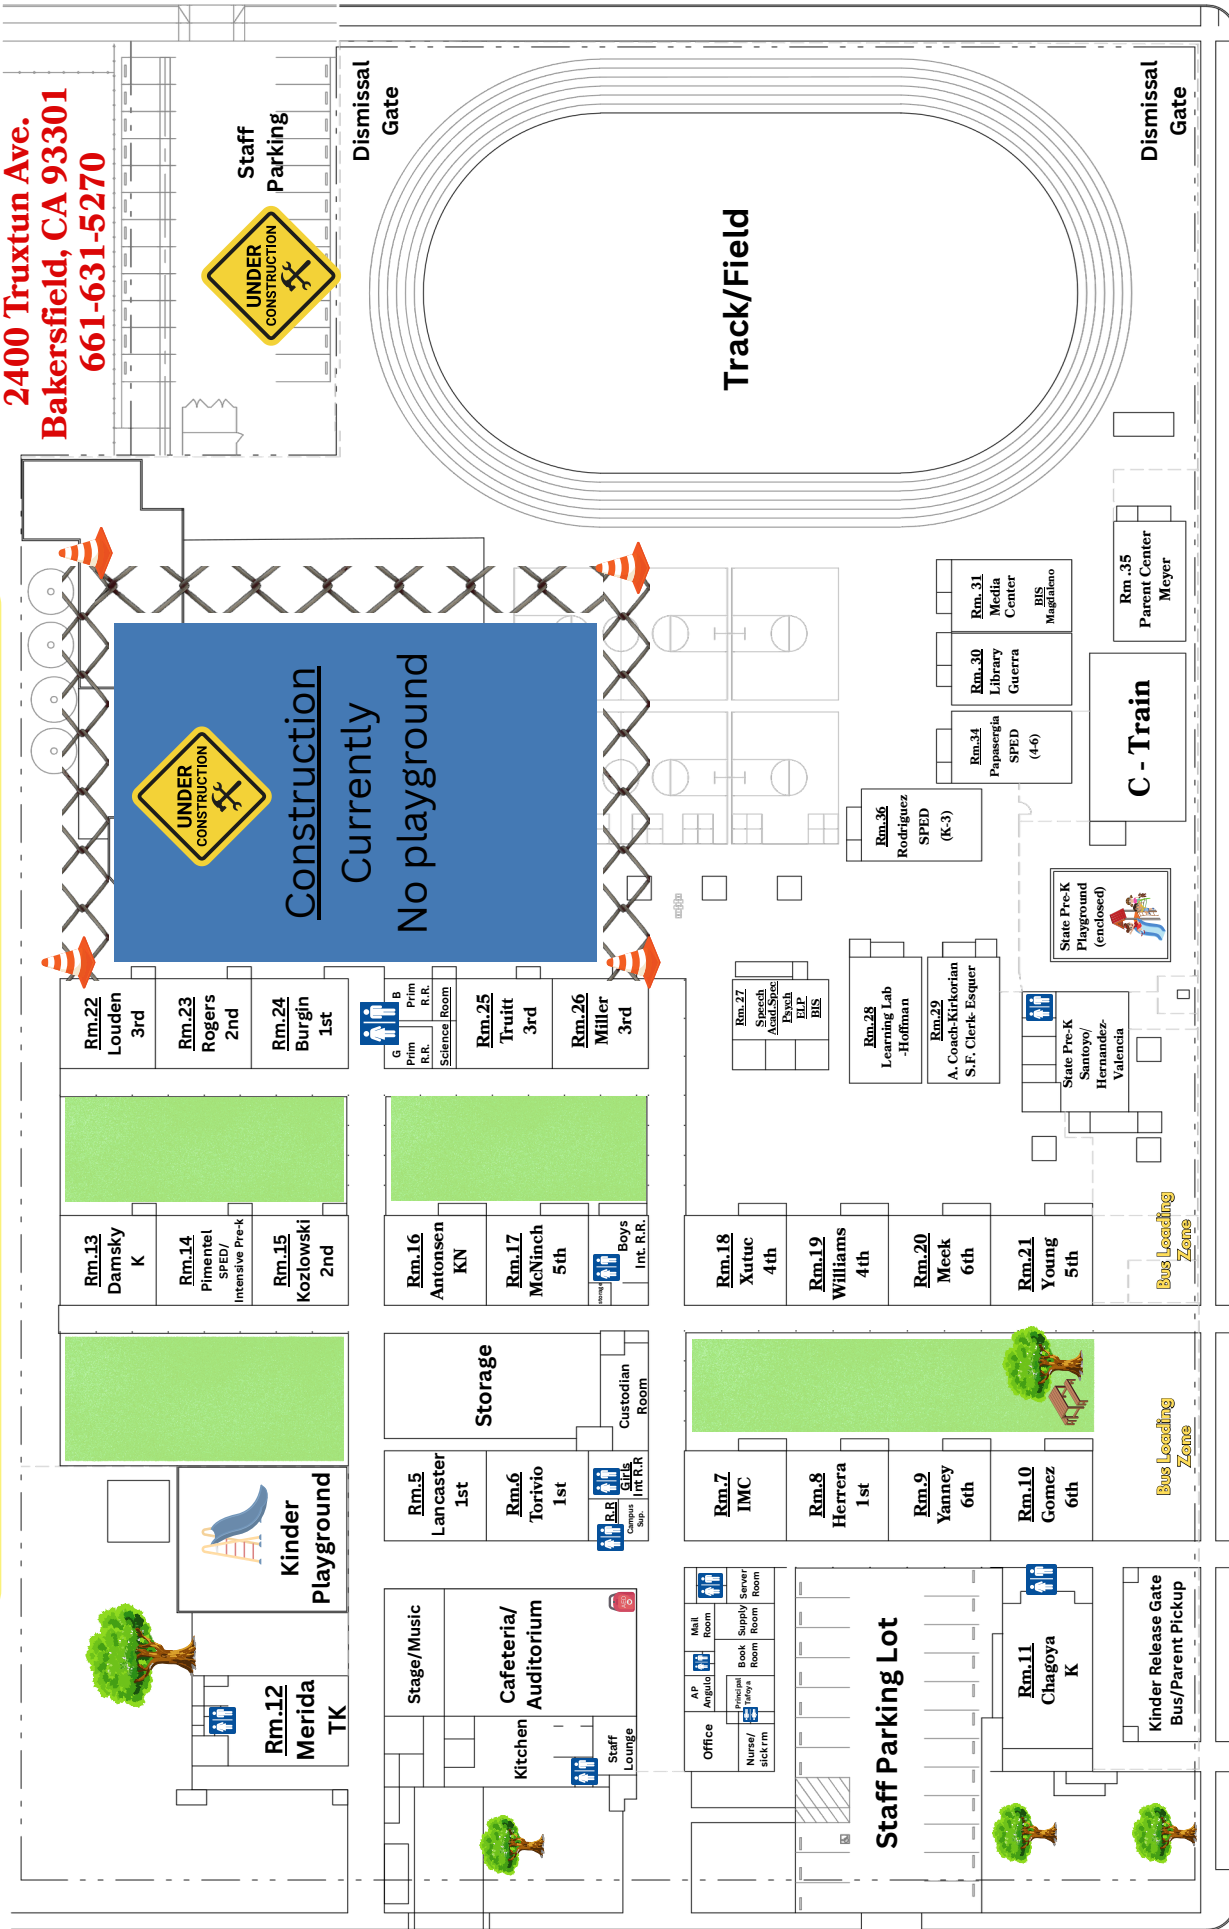 2400 Truxtun Ave.
Bakersfield, CA 93301
661-631-5270
Staff
Parking
UNDER
CONSTRUCTION
Dismissal
Gate
Dismissal
Gate
Track/Field
UNDER
CONSTRUCTION
Construction
Currently
No playground
Rm. 31
Media
Center
BIS
Magdaleno
Rm. 30
Library
Guerra
Rm.34
Papasergia
SPED
(4-6)
Rm .35
Parent Center
Meyer
C - Train
Rm.36
Rodriguez
SPED
(K-3)
State Pre-K
Playground
(enclosed)
Rm.22
Louden
3rd
Rm.23
Rogers
2nd
Rm.24
Burgin
1st
G
Prim
R.R.
B
Prim
R.R.
Science Room
Rm.25
Truitt
3rd
Rm.26
Miller
3rd
Rm. 27
Speech
Acad.Spec
Psych
ELP
BIS
Rm.28
Learning Lab
-Hoffman
Rm.29
A. Coach-Kirkorian
S.F. Clerk- Esquer
State Pre-K
Santoyo/
Hernandez-
Valencia
Rm.13
Damsky
K
Rm.14
Pimentel
SPED/
Intensive Pre-k
Rm.15
Kozlowski
2nd
Rm.16
Antonsen
KN
Rm.17
McNinch
5th
storage
Boys
Int. R.R.
Rm.18
Xutuc
4th
Rm.19
Williams
4th
Rm.20
Meek
6th
Rm.21
Young
5th
Bus Loading
Zone
Storage
Custodian
Room
Bus Loading
Zone
Kinder
Playground
Rm.5
Lancaster
1st
Rm.6
Torivio
1st
Girls
Int R.R
R.R
Campus
Sup.
Rm.7
IMC
Rm.8
Herrera
1st
Rm.9
Yanney
6th
Rm.10
Gomez
6th
Rm.12
Merida
TK
Stage/Music
Cafeteria/
Auditorium
AED
Kitchen
Staff
Lounge
Server
Room
Mail
Room
Supply
Room
Book
Room
AP
Angulo
Principal
Tafoya
Office
Nurse/
sick rm
Staff Parking Lot
Rm.11
Chagoya
K
Kinder Release Gate
Bus/Parent Pickup